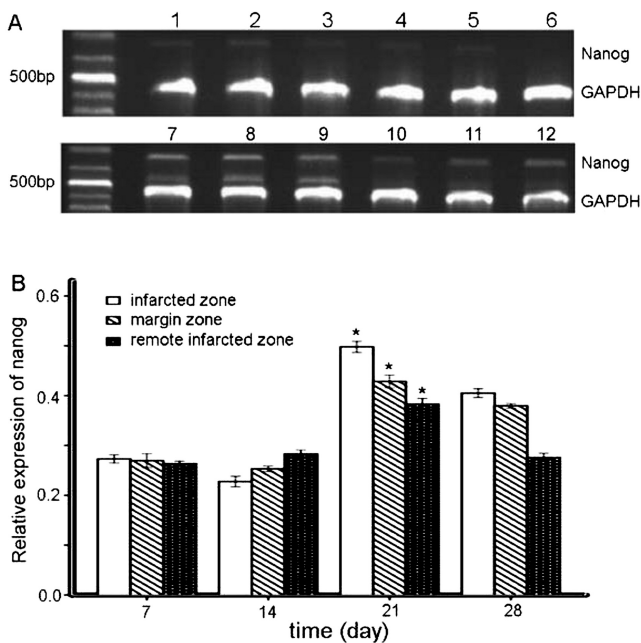 A
1 2 3 4 5 6
Nanog
500bp
GAPDH
7 8 9 10 11 12
Nanog
500bp
GAPDH
B
Relative expression of nanog
0.6
0.4
0.2
0.0
infarcted zone
margin zone
remote infarcted zone
* * *
7 14 21 28
time (day)